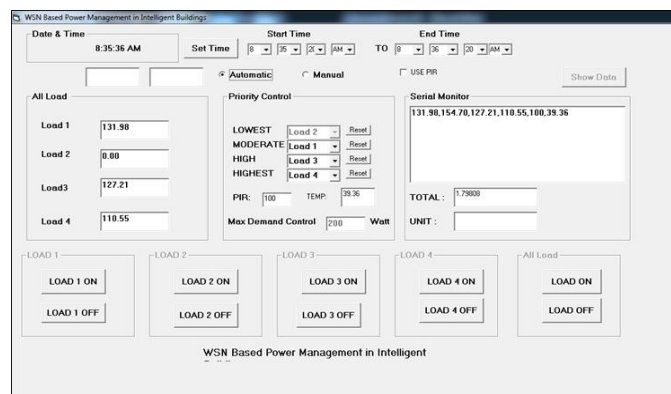 WSN Based Power Management in Intelligent Buildings
Date & Time
8:35:36 AM
Set Time
Start Time
8 35 20 AM
TO
End Time
8 36 20 AM
Automatic
Manual
USE PIR
Show Data
All Load
Load 1 131.98
Load 2 0.00
Load3 127.21
Load 4 110.55
Priority Control
LOWEST Load 2 Reset
MODERATE Load 1 Reset
HIGH Load 3 Reset
HIGHEST Load 4 Reset
PIR: 100 TEMP: 39.36
Max Demand Control 200 Watt
Serial Monitor
131.98,154.70,127.21,110.55,100,39.36
TOTAL : 1.79808
UNIT :
LOAD 1
LOAD 1 ON
LOAD 1 OFF
LOAD 2
LOAD 2 ON
LOAD 2 OFF
LOAD 3
LOAD 3 ON
LOAD 3 OFF
LOAD 4
LOAD 4 ON
LOAD 4 OFF
All Load
LOAD ON
LOAD OFF
WSN Based Power Management in Intelligent